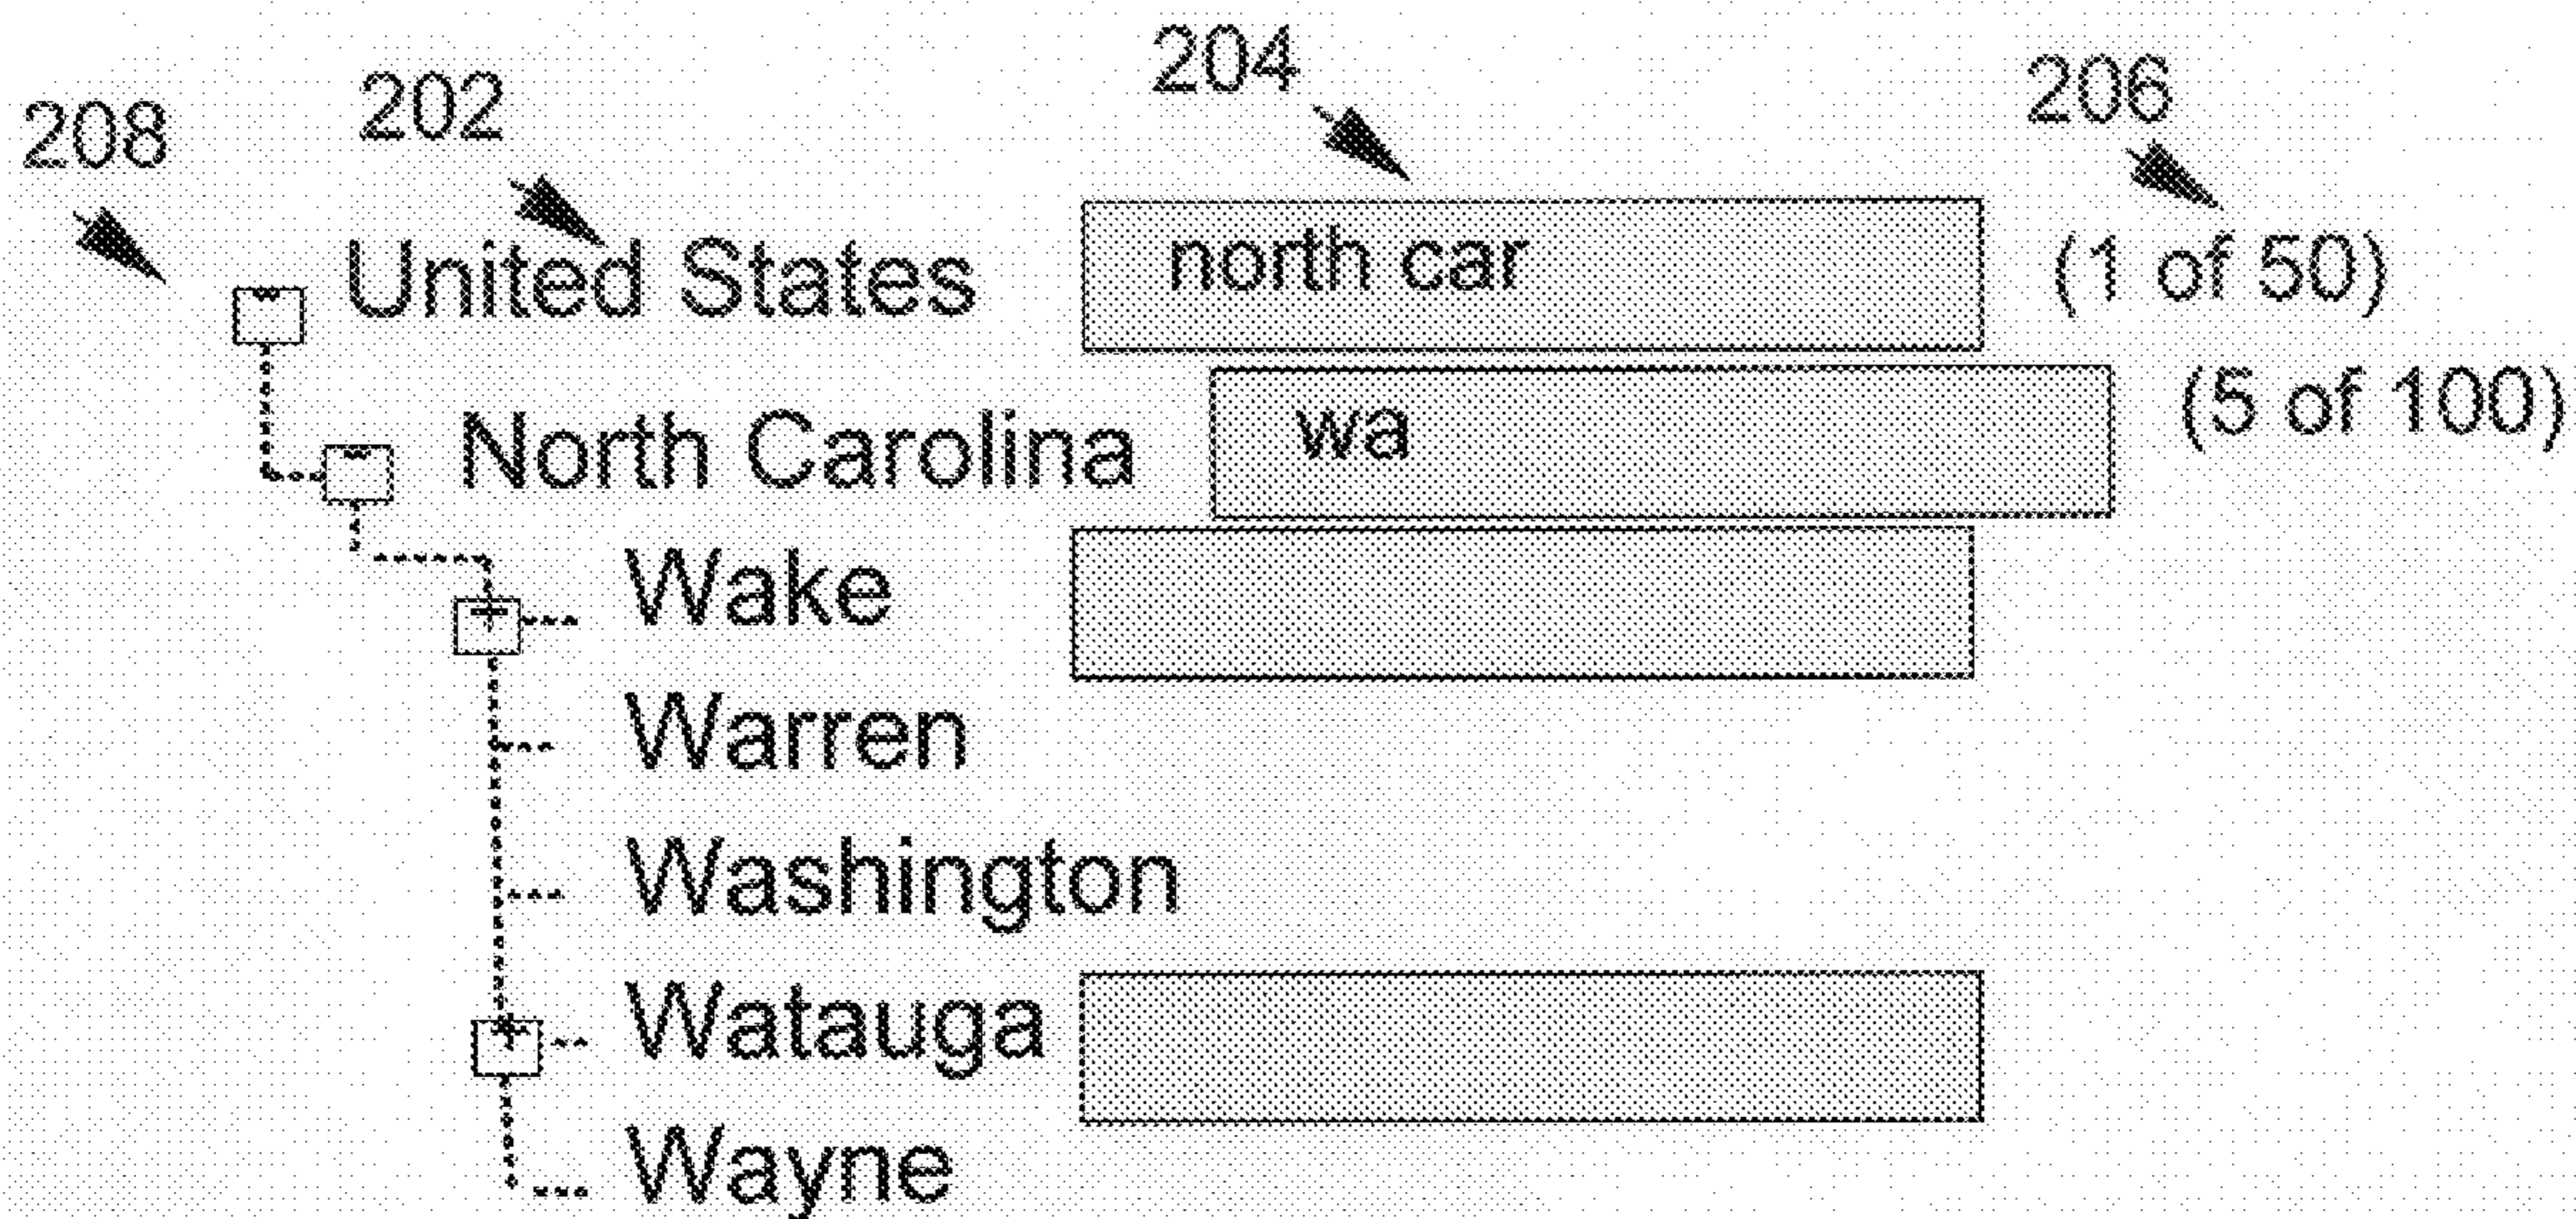 208 202 204 206
United States north car (1 of 50)
North Carolina wa (5 of 100)
Wake
Warren
Washington
Watauga
Wayne